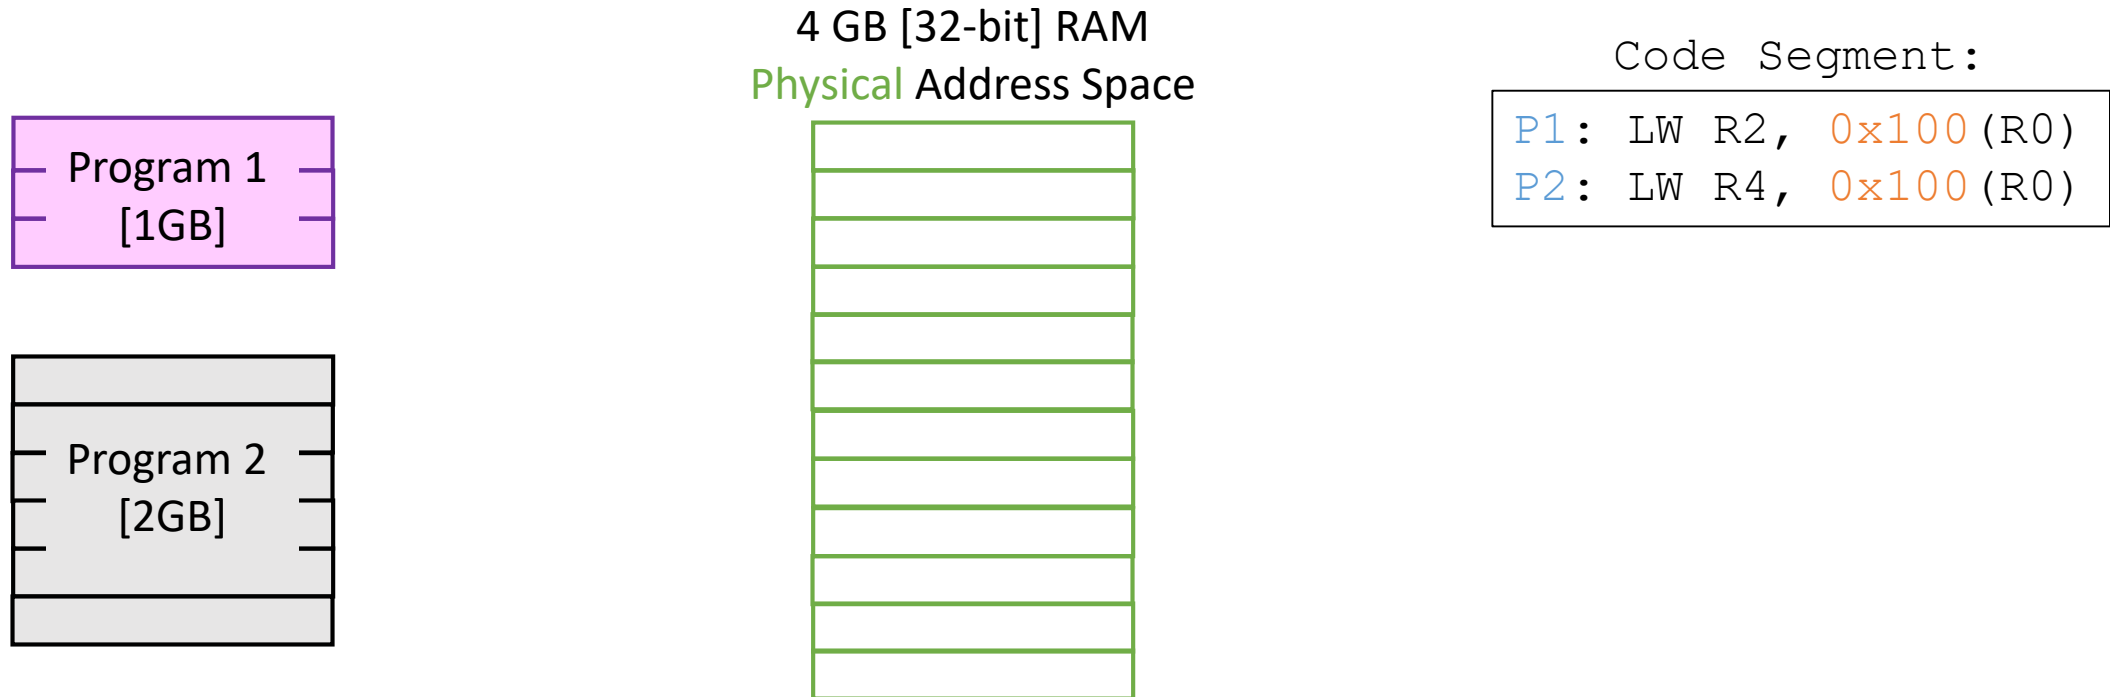 4 GB [32-bit] RAM
Physical Address Space
Code Segment:
P1: LW R2, 0x100(R0)
P2: LW R4, 0x100(R0)
Program 1
[1GB]
Program 2
[2GB]